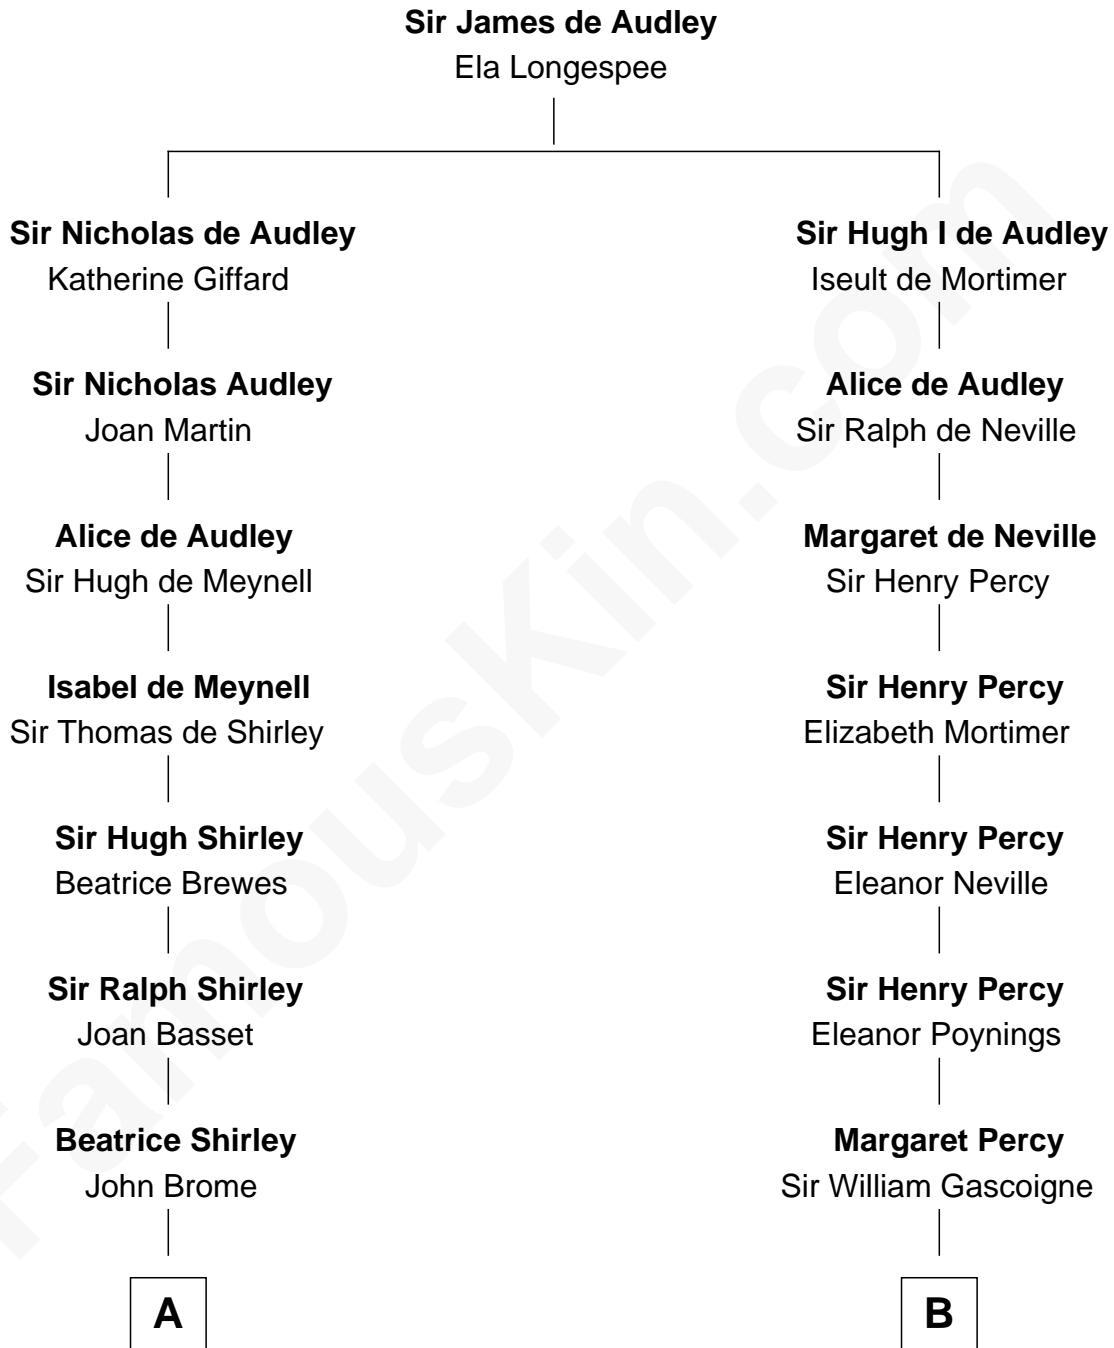 Sir James de Audley
Ela Longespee
Sir Nicholas de Audley
Katherine Giffard
Sir Nicholas Audley
Joan Martin
Alice de Audley
Sir Hugh de Meynell
Isabel de Meynell
Sir Thomas de Shirley
Sir Hugh Shirley
Beatrice Brewes
Sir Ralph Shirley
Joan Basset
Beatrice Shirley
John Brome
A
Sir Hugh I de Audley
Iseult de Mortimer
Alice de Audley
Sir Ralph de Neville
Margaret de Neville
Sir Henry Percy
Sir Henry Percy
Elizabeth Mortimer
Sir Henry Percy
Eleanor Neville
Sir Henry Percy
Eleanor Poynings
Margaret Percy
Sir William Gascoigne
B
FamousKin.com